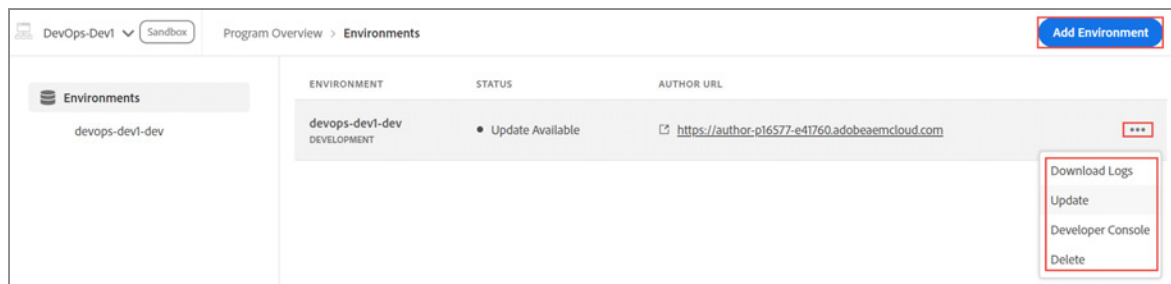 DevOps-Dev1 Sandbox Program Overview > Environments Add Environment
Environments
devops-dev1-dev
ENVIRONMENT STATUS AUTHOR URL
devops-dev1-dev
DEVELOPMENT
• Update Available https://author-p16577-e41760.adobeaemcloud.com •••
Download Logs
Update
Developer Console
Delete